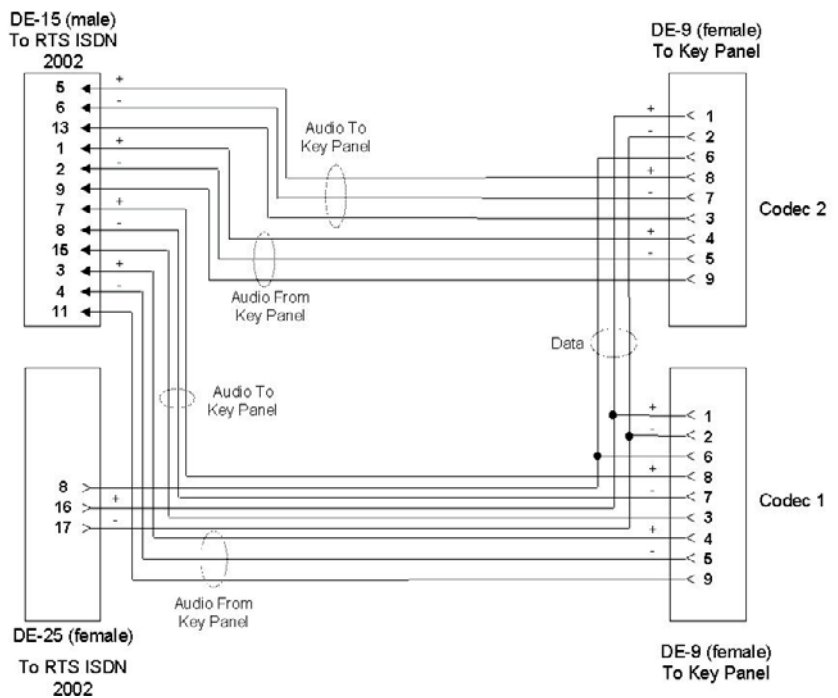 DE-15 (male)
To RTS ISDN
2002
DE-9 (female)
To Key Panel
5 +
6 -
13
1 +
2 -
9
7 +
8 -
15
3 +
4 -
11
Audio To
Key Panel
Audio From
Key Panel
+ 1
- 2
6
+ 8
- 7
3
+ 4
- 5
9
Codec 2
Data
Audio To
Key Panel
8
16 +
17 -
+ 1
- 2
6
+ 8
- 7
3
+ 4
- 5
9
Codec 1
Audio From
Key Panel
DE-25 (female)
To RTS ISDN
2002
DE-9 (female)
To Key Panel